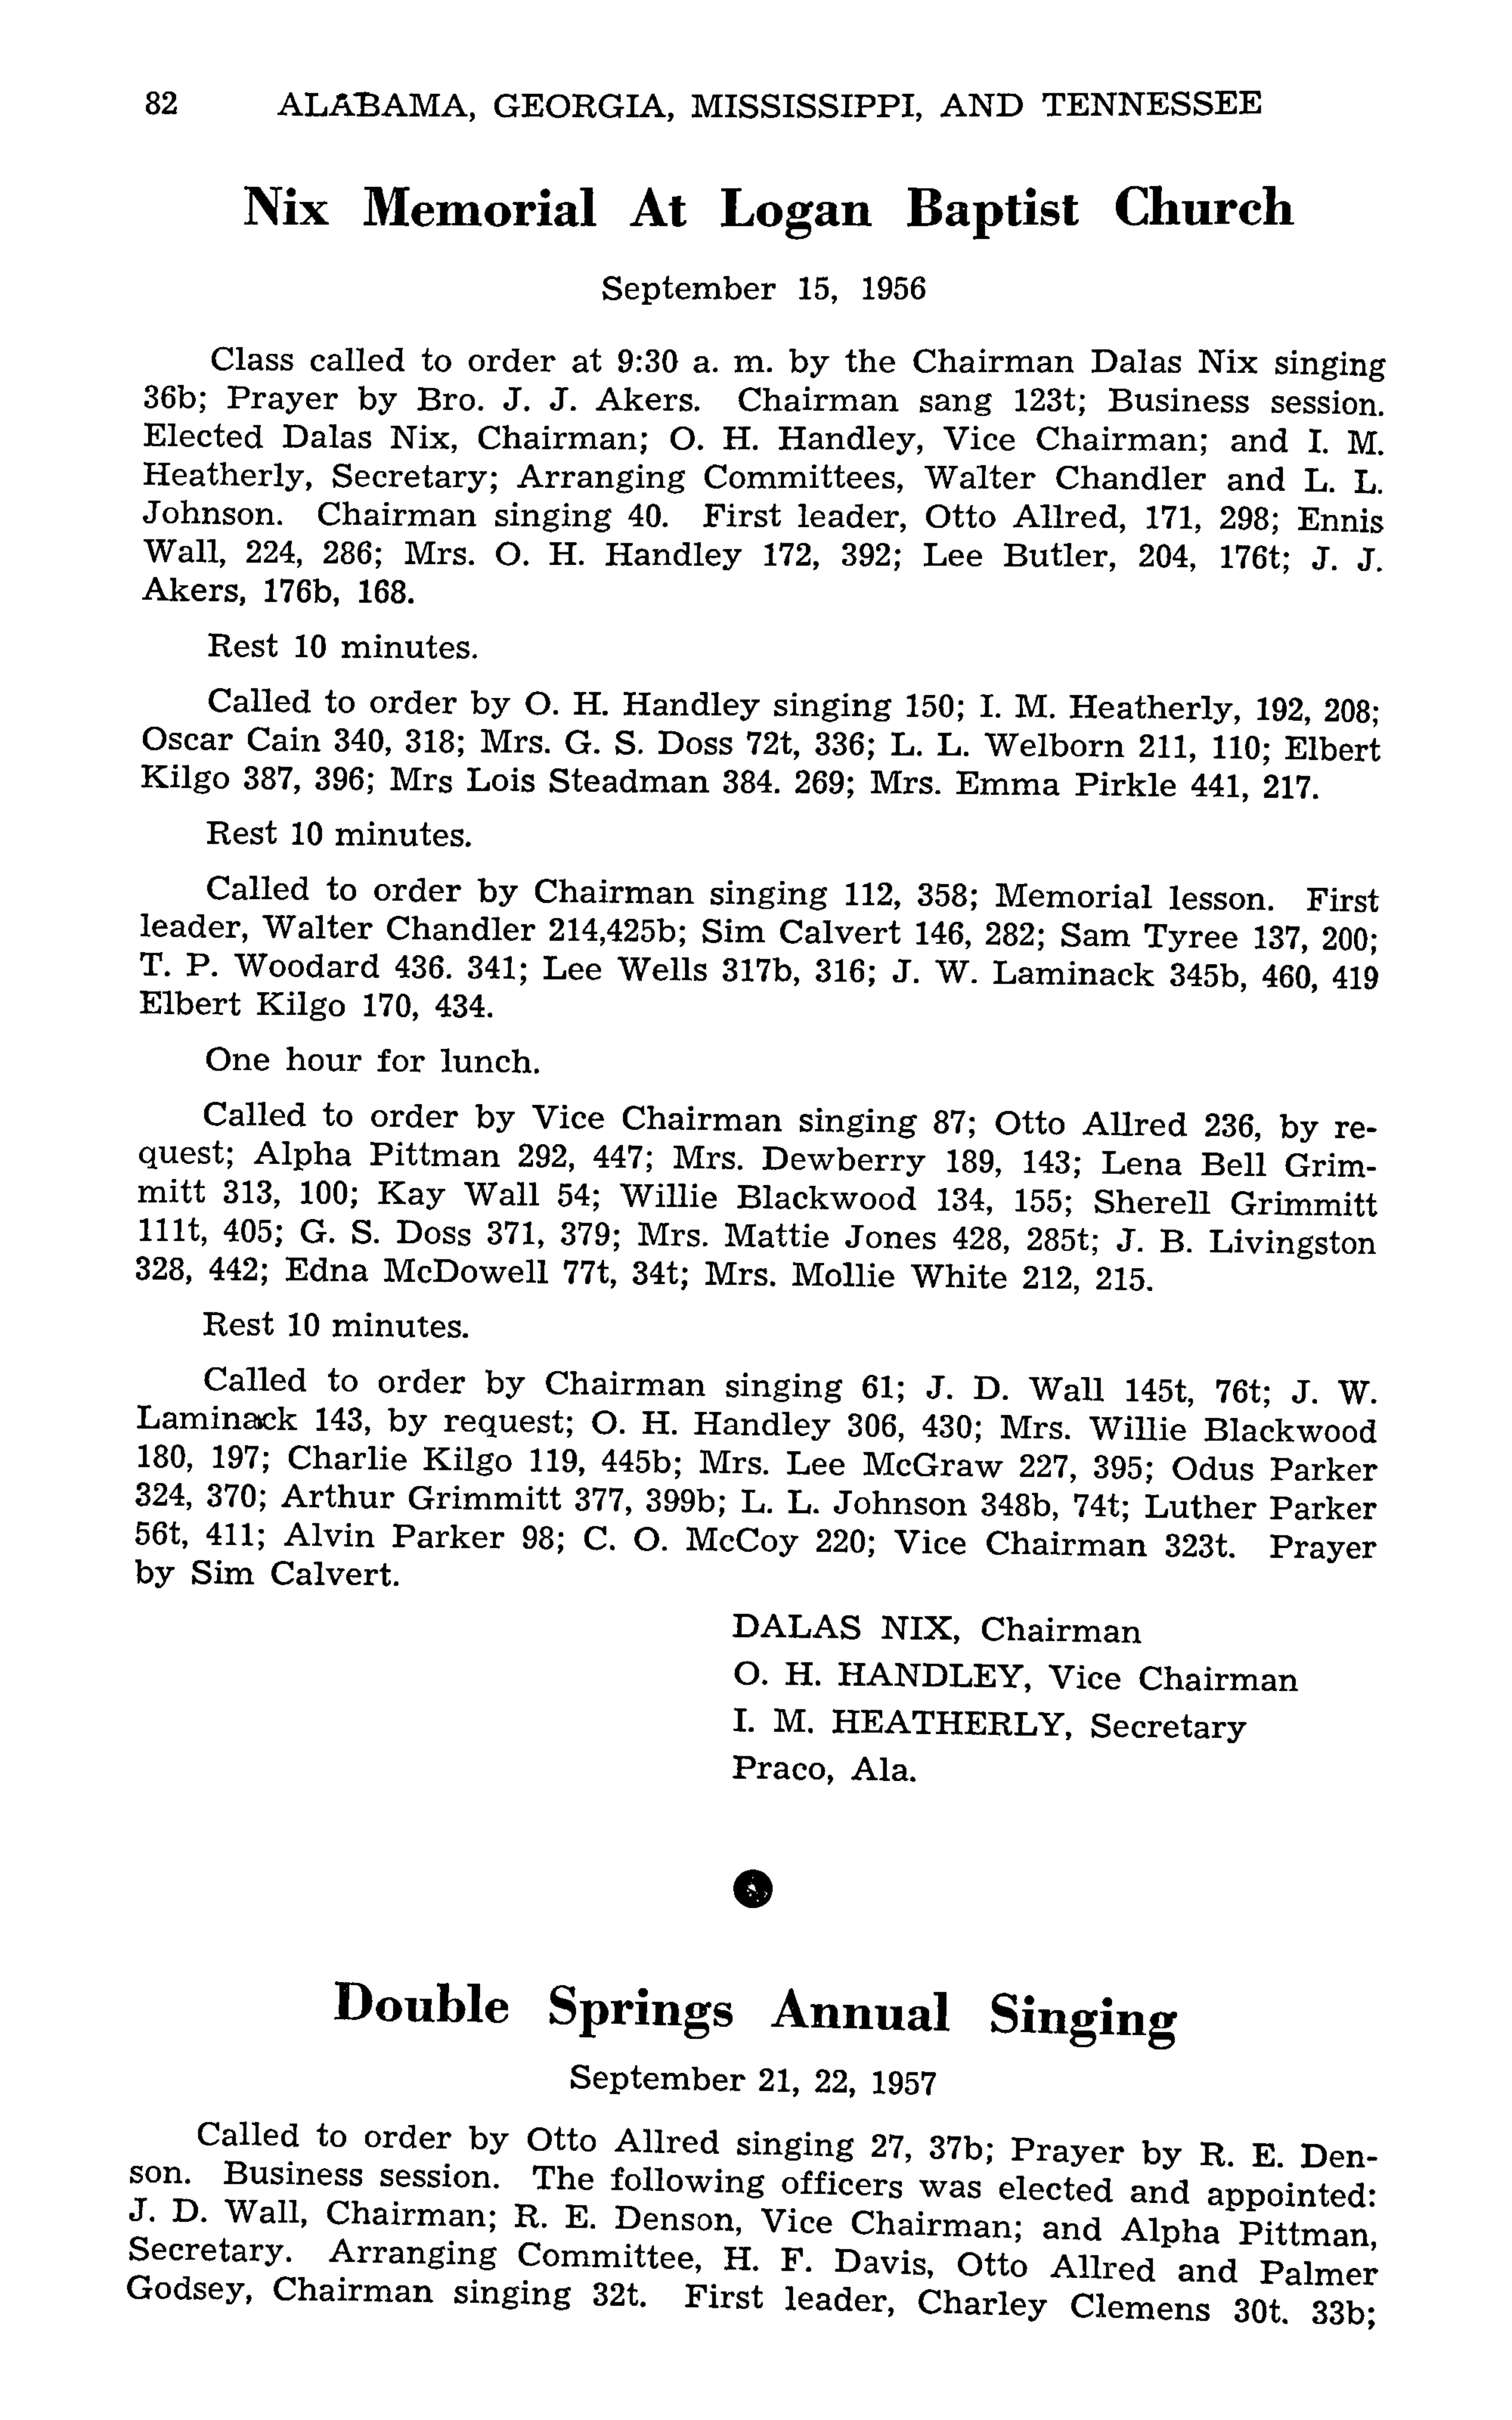 82 ALABAMA, GEORGIA, MISSISSIPPI, AND TENNESSEE
Nix Memorial At Logan Baptist Church
September 15, 1956
Class called to order at 9:30 a. m. by the Chairman Dalas Nix singing
36b; Prayer by Bro. J. J. Akers. Chairman sang 123t; Business session.
Elected Dalas Nix, Chairman; O. H. Handley, Vice Chairman; and I. M.
Heatherly, Secretary; Arranging Committees, Walter Chandler and L. L.
Johnson. Chairman singing 40. First leader, Otto Allred, 171, 298; Ennis
Wall, 224, 286; Mrs. O. H. Handley 172, 392; Lee Butler, 204, 176t; J. J.
Akers, 176b, 168.
Rest 10 minutes.
Called to order by O. H. Handley singing 150; I. M. Heatherly, 192, 208;
Oscar Cain 340, 318; Mrs. G. S. Doss 72t, 336; L. L. Welborn 211, 110; Elbert
Kilgo 387, 396; Mrs Lois Steadman 384. 269; Mrs. Emma Pirkle 441, 217.
Rest 10 minutes.
Called to order by Chairman singing 112, 358; Memorial lesson. First
leader, Walter Chandler 214,425b; Sim Calvert 146, 282; Sam Tyree 137, 200;
T. P. Woodard 436. 341; Lee Wells 317b, 316; J. W. Laminack 345b, 460, 419
Elbert Kilgo 170, 434.
One hour for lunch.
Called to order by Vice Chairman singing 87; Otto Allred 236, by re-
quest; Alpha Pittman 292, 447; Mrs. Dewberry 189, 143; Lena Bell Grim-
mitt 313, 100; Kay Wall 54; Willie Blackwood 134, 155; Sherell Grimmitt
111t, 405; G. S. Doss 371, 379; Mrs. Mattie Jones 428, 285t; J. B. Livingston
328, 442; Edna McDowell 77t, 34t; Mrs. Mollie White 212, 215.
Rest 10 minutes.
Called to order by Chairman singing 61; J. D. Wall 145t, 76t; J. W.
Laminack 143, by request; O. H. Handley 306, 430; Mrs. Willie Blackwood
180, 197; Charlie Kilgo 119, 445b; Mrs. Lee McGraw 227, 395; Odus Parker
324, 370; Arthur Grimmitt 377, 399b; L. L. Johnson 348b, 74t; Luther Parker
56t, 411; Alvin Parker 98; C. O. McCoy 220; Vice Chairman 323t. Prayer
by Sim Calvert.
DALAS NIX, Chairman
O. H. HANDLEY, Vice Chairman
I. M. HEATHERLY, Secretary
Praco, Ala.
Double Springs Annual Singing
September 21, 22, 1957
Called to order by Otto Allred singing 27, 37b; Prayer by R. E. Den-
son. Business session. The following officers was elected and appointed:
J. D. Wall, Chairman; R. E. Denson, Vice Chairman; and Alpha Pittman,
Secretary. Arranging Committee, H. F. Davis, Otto Allred and Palmer
Godsey, Chairman singing 32t. First leader, Charley Clemens 30t. 33b;